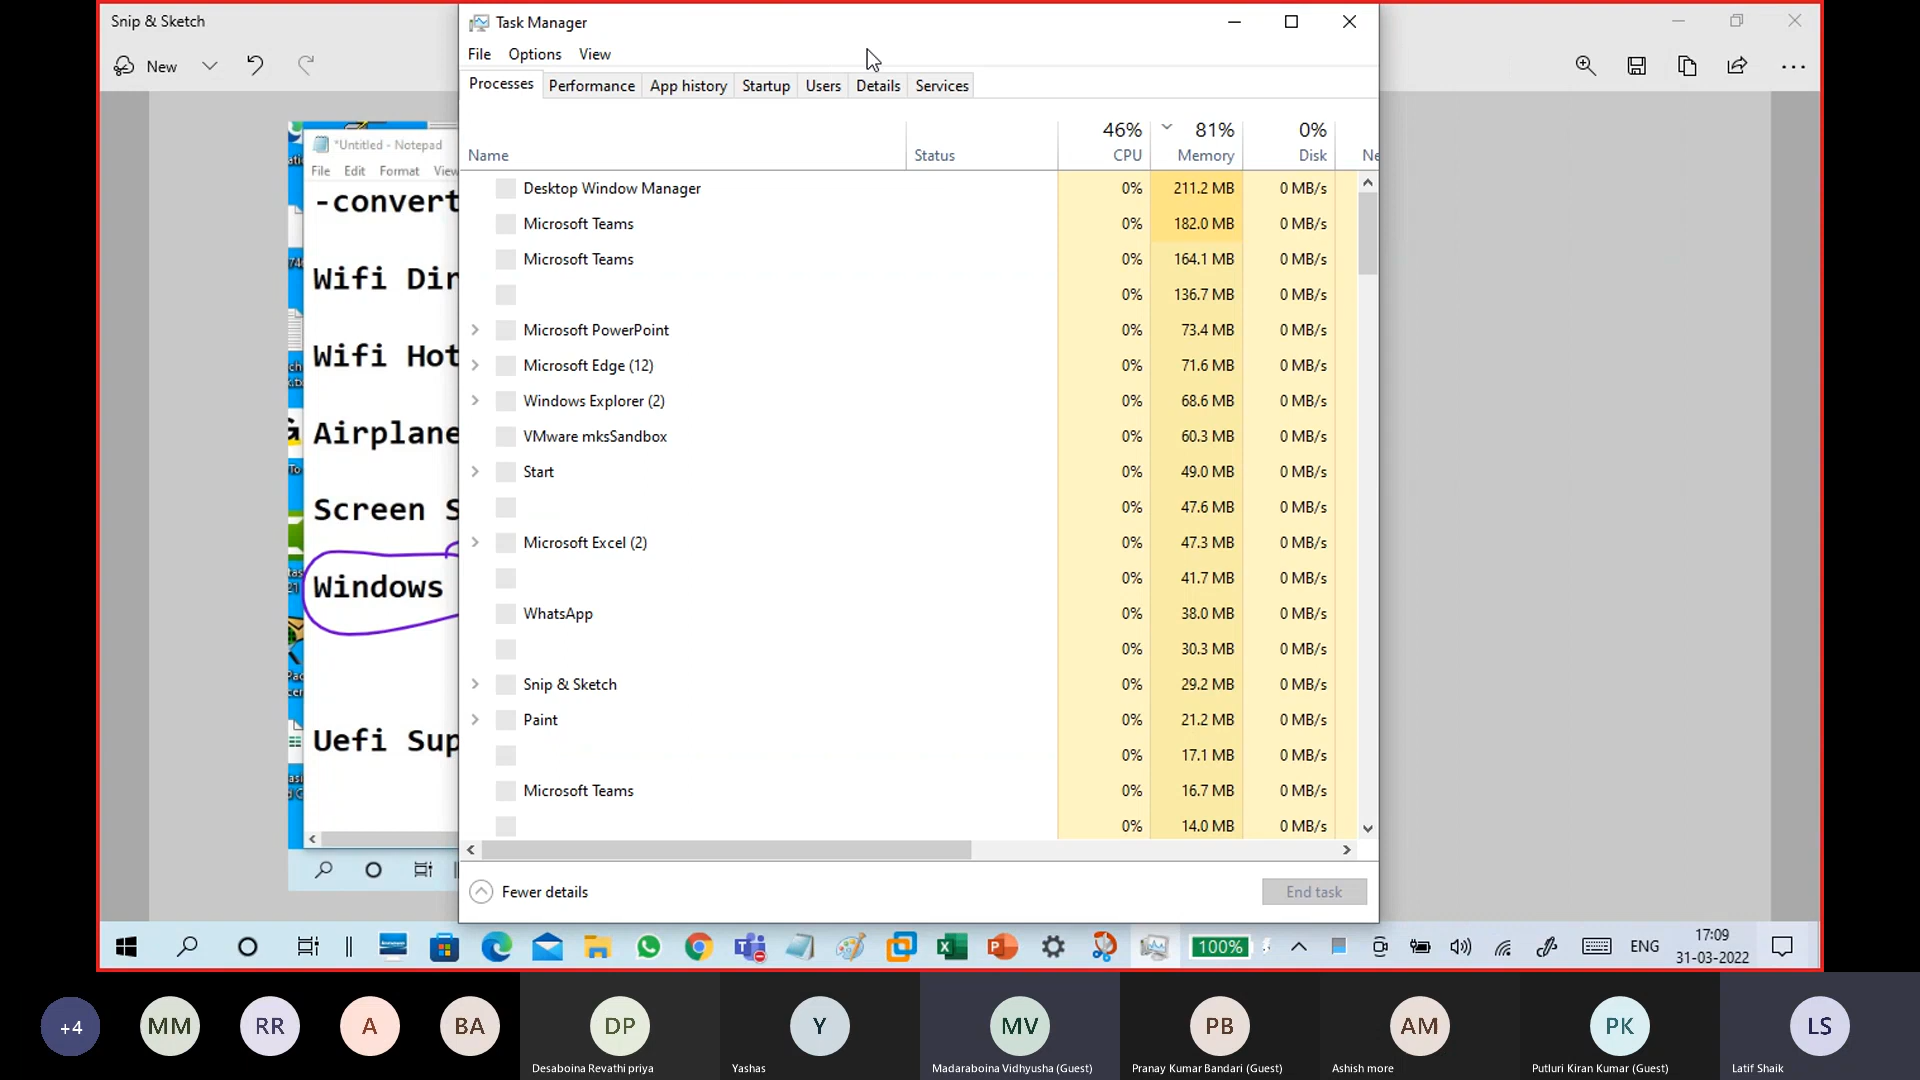 Snip & Sketch
New
Task Manager
File Options View
Processes Performance App history Startup Users Details Services
46% 81% 0%
Name Status CPU Memory Disk Ne
Desktop Window Manager 0% 211.2 MB 0 MB/s
Microsoft Teams 0% 182.0 MB 0 MB/s
Microsoft Teams 0% 164.1 MB 0 MB/s
0% 136.7 MB 0 MB/s
Microsoft PowerPoint 0% 73.4 MB 0 MB/s
Microsoft Edge (12) 0% 71.6 MB 0 MB/s
Windows Explorer (2) 0% 68.6 MB 0 MB/s
VMware mksSandbox 0% 60.3 MB 0 MB/s
Start 0% 49.0 MB 0 MB/s
0% 47.6 MB 0 MB/s
Microsoft Excel (2) 0% 47.3 MB 0 MB/s
0% 41.7 MB 0 MB/s
WhatsApp 0% 38.0 MB 0 MB/s
0% 30.3 MB 0 MB/s
Snip & Sketch 0% 29.2 MB 0 MB/s
Paint 0% 21.2 MB 0 MB/s
0% 17.1 MB 0 MB/s
Microsoft Teams 0% 16.7 MB 0 MB/s
0% 14.0 MB 0 MB/s
Fewer details End task
*Untitled - Notepad
File Edit Format View
-convert
Wifi Dir
Wifi Hot
Airplane
Screen S
Windows
Uefi Sup
100% ENG 17:09
31-03-2022
+4 MM RR A BA DP Y MV PB AM PK LS
Desaboina Revathi priya Yashas Madaraboina Vidhyusha (Guest) Pranay Kumar Bandari (Guest) Ashish more Putluri Kiran Kumar (Guest) Latif Shaik